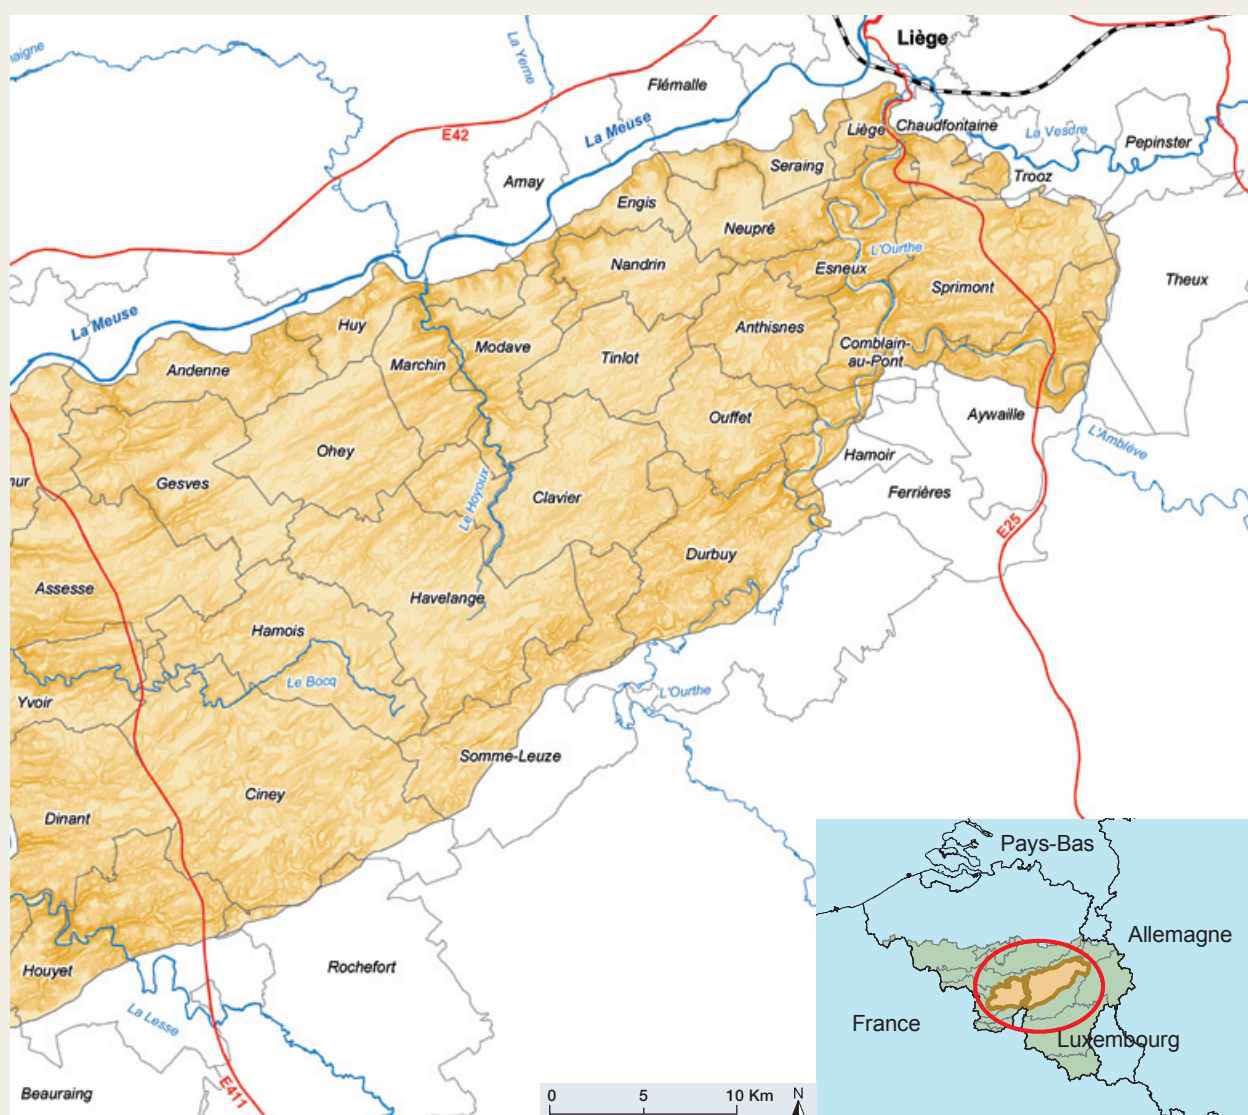 Liège
La Yerne
Flémalle
E42
La Meuse
Liège
Chaudfontaine
La Vesdre
Pepinster
Amay
Seraing
Trooz
Engis
Neupré
L'Ourthe
Nandrin
Esneux
Theux
Sprimont
La Meuse
Huy
Modave
Anthisnes
Comblain-
au-Pont
Andenne
Marchin
Tinlot
Ouffet
Aywaille
L'Amblève
Ohey
Hamoir
Gesves
Le Hoyoux
Clavier
Ferrières
E25
Durbuy
Assesse
Havelange
Hamois
Le Bocq
L'Ourthe
Yvoir
Somme-Leuze
Ciney
Dinant
Rochefort
Houyet
La Lesse
E411
Beauraing
0 5 10 Km N
Pays-Bas
Allemagne
France
Luxembourg